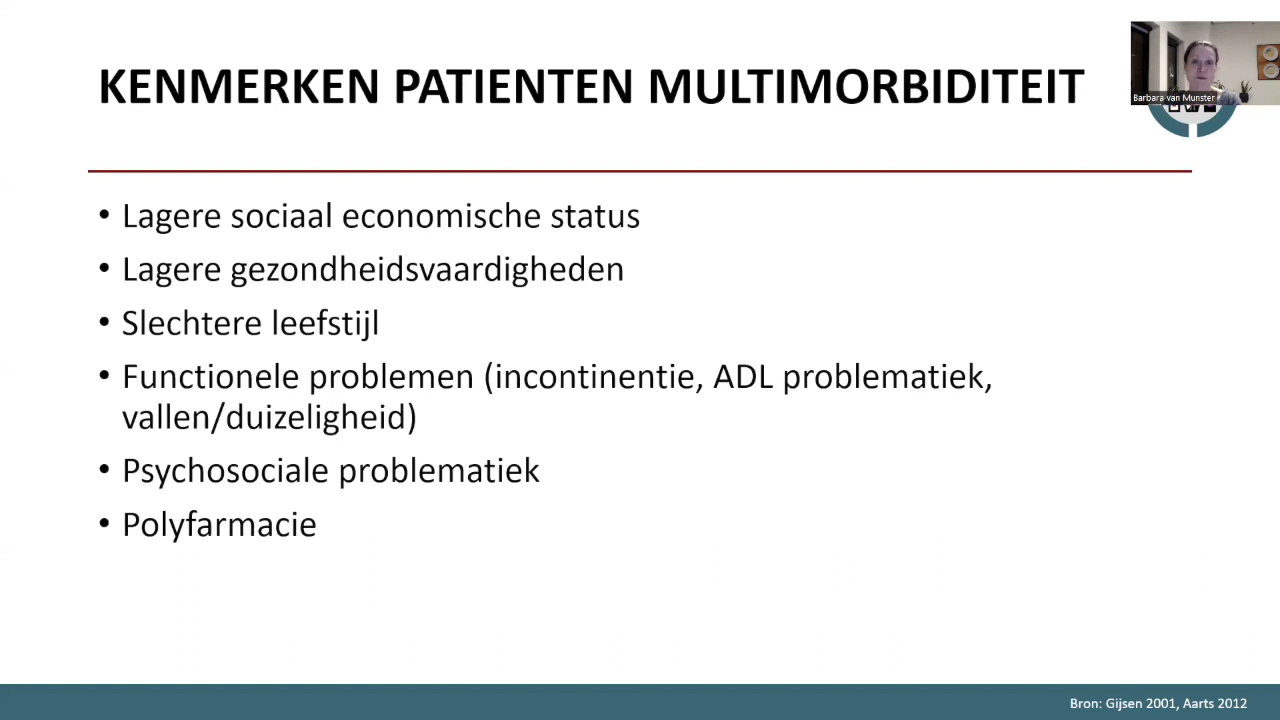 KENMERKEN PATIENTEN MULTIMORBIDITEIT
Barbara van Munster
• Lagere sociaal economische status
• Lagere gezondheidsvaardigheden
• Slechtere leefstijl
• Functionele problemen (incontinentie, ADL problematiek,
vallen/duizeligheid)
• Psychosociale problematiek
• Polyfarmacie
Bron: Gijsen 2001, Aarts 2012